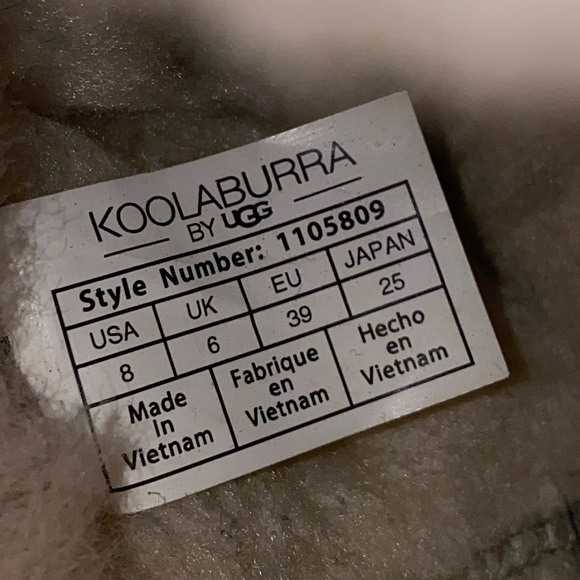 KOOLABURRA
BY UGG
Style Number: 1105809
USA UK EU JAPAN
8 6 39 25
Made In Vietnam
Fabrique en Vietnam
Hecho en Vietnam